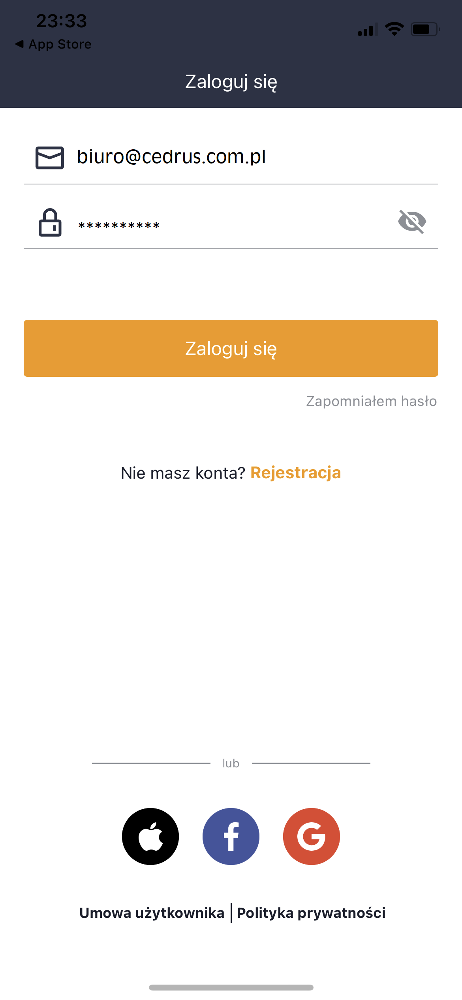 23:33
◀ App Store
Zaloguj się
biuro@cedrus.com.pl
**********
Zaloguj się
Zapomniałem hasło
Nie masz konta? Rejestracja
lub
Umowa użytkownika | Polityka prywatności